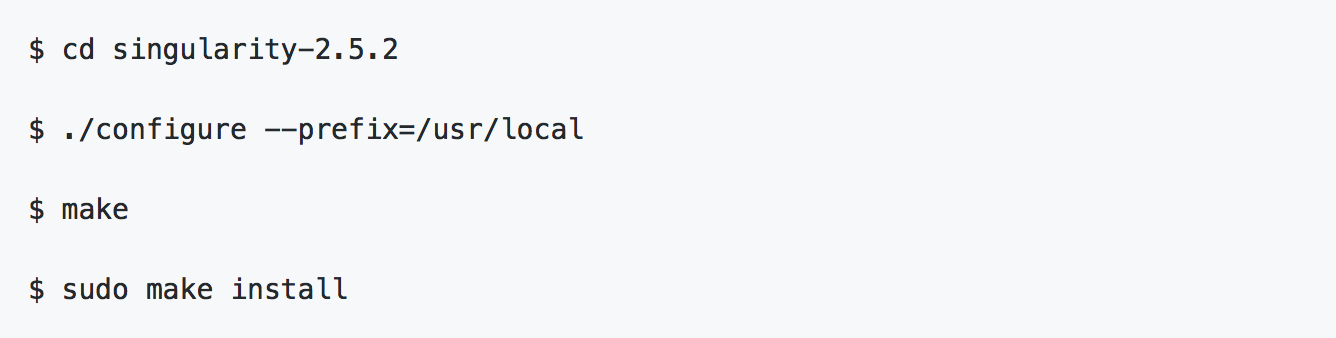 $ cd singularity-2.5.2
$ ./configure --prefix=/usr/local
$ make
$ sudo make install